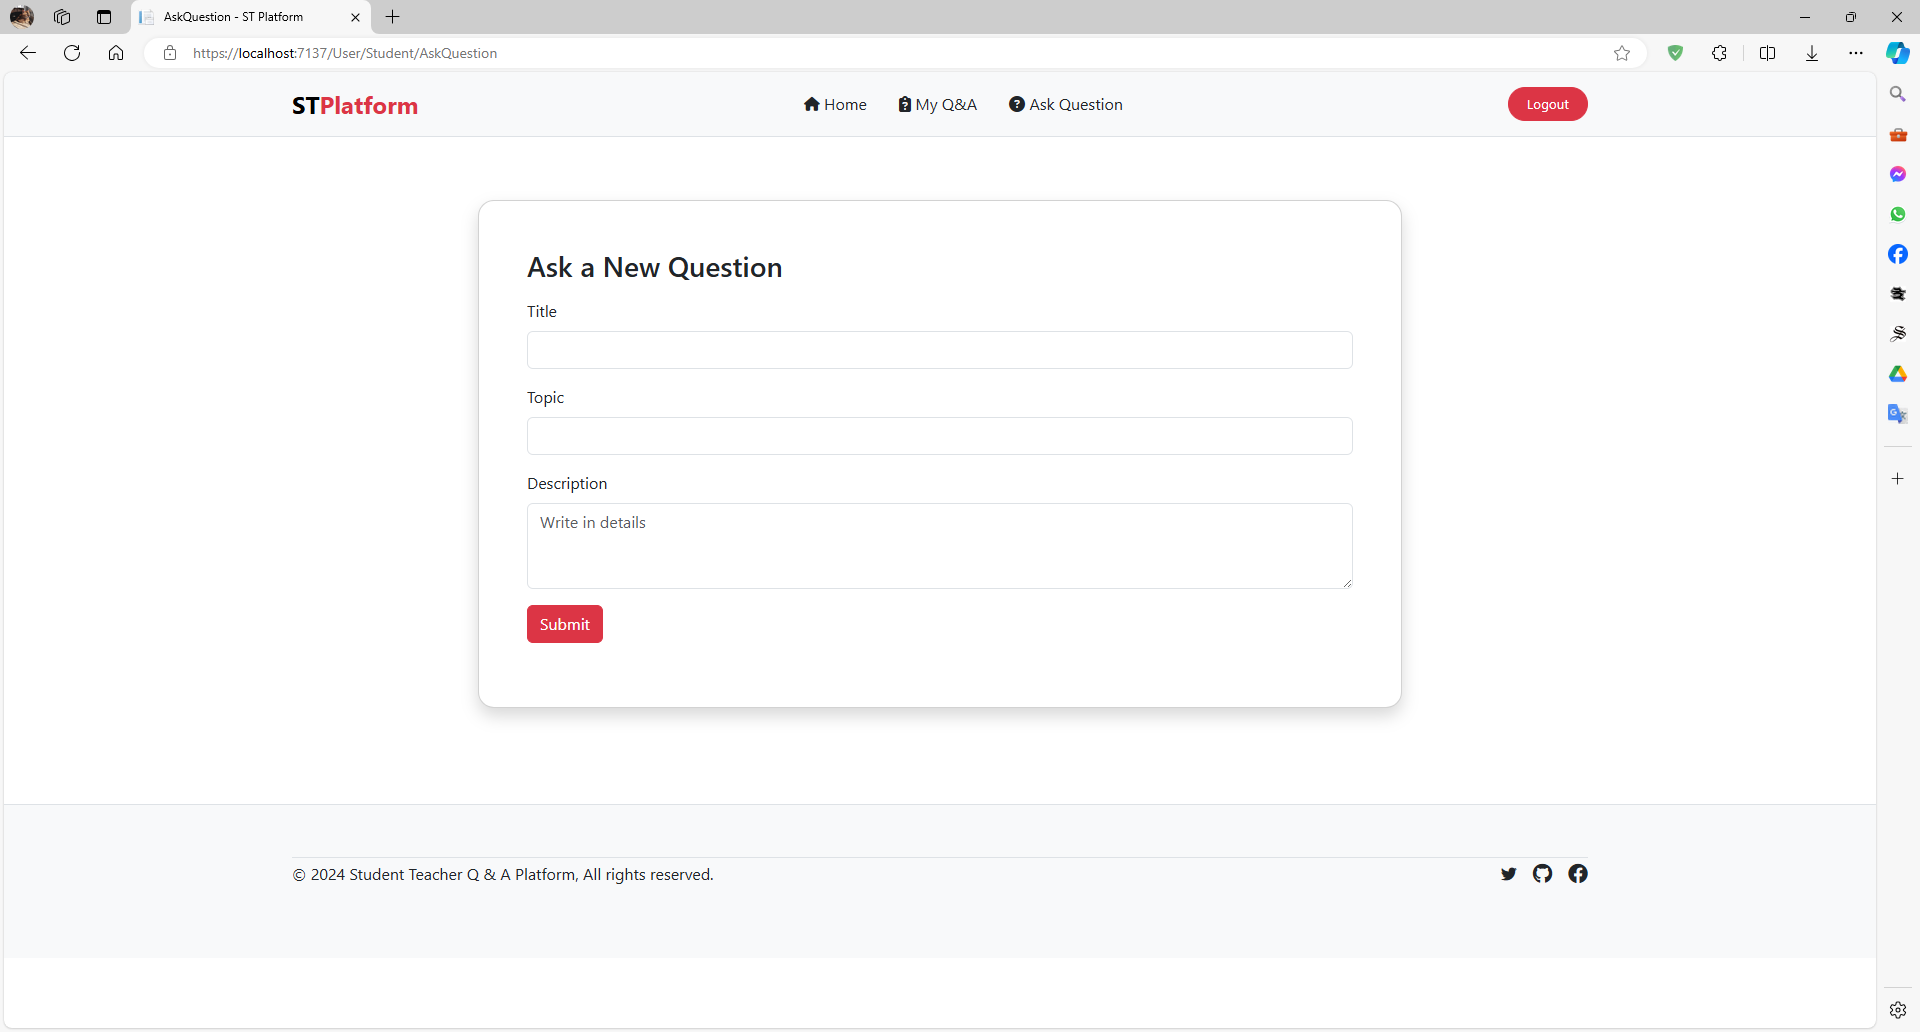 AskQuestion - ST Platform
https://localhost:7137/User/Student/AskQuestion
STPlatform
Home
My Q&A
Ask Question
Logout
Ask a New Question
Title
Topic
Description
Write in details
Submit
© 2024 Student Teacher Q & A Platform, All rights reserved.